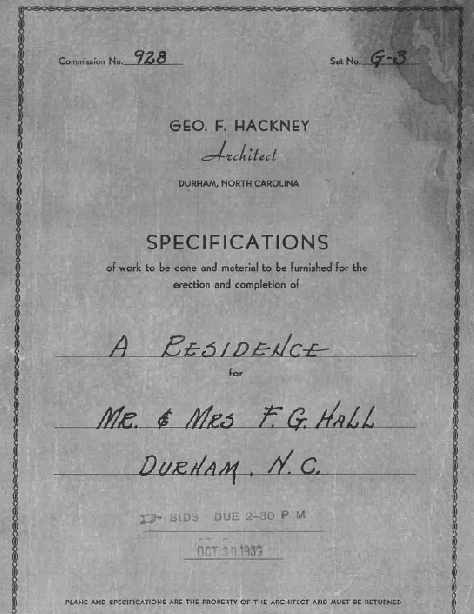 Commission No. 928 Set No. G-3
GEO. F. HACKNEY
Architect
DURHAM, NORTH CAROLINA
SPECIFICATIONS
of work to be done and material to be furnished for the
erection and completion of
A RESIDENCE
for
MR. & MRS F. G. HALL
DURHAM, N. C.
BIDS DUE 2-30 P M
OCT 30 1939
PLANS AND SPECIFICATIONS ARE THE PROPERTY OF THE ARCHITECT AND MUST BE RETURNED